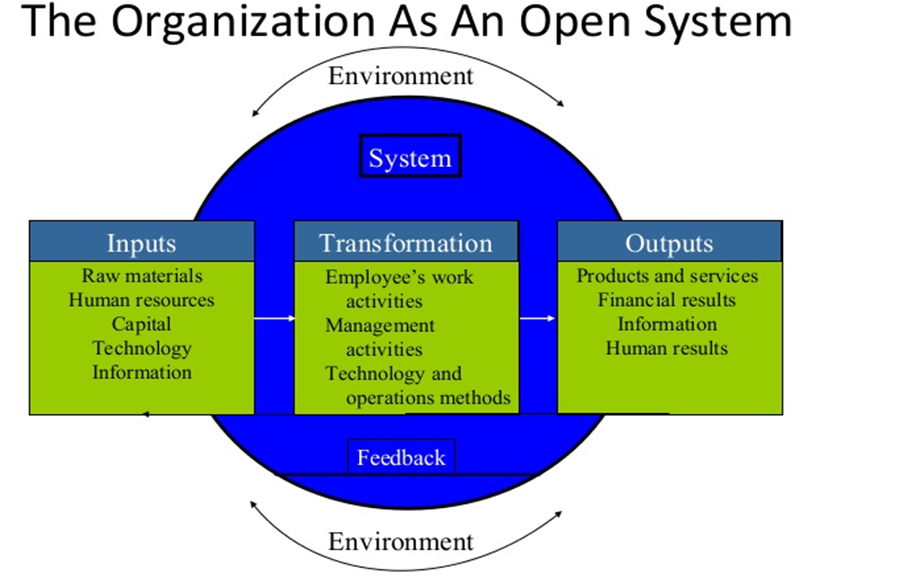 The Organization As An Open System
Environment
System
Inputs
Raw materials
Human resources
Capital
Technology
Information
Transformation
Employee's work
activities
Management
activities
Technology and
operations methods
Outputs
Products and services
Financial results
Information
Human results
Feedback
Environment